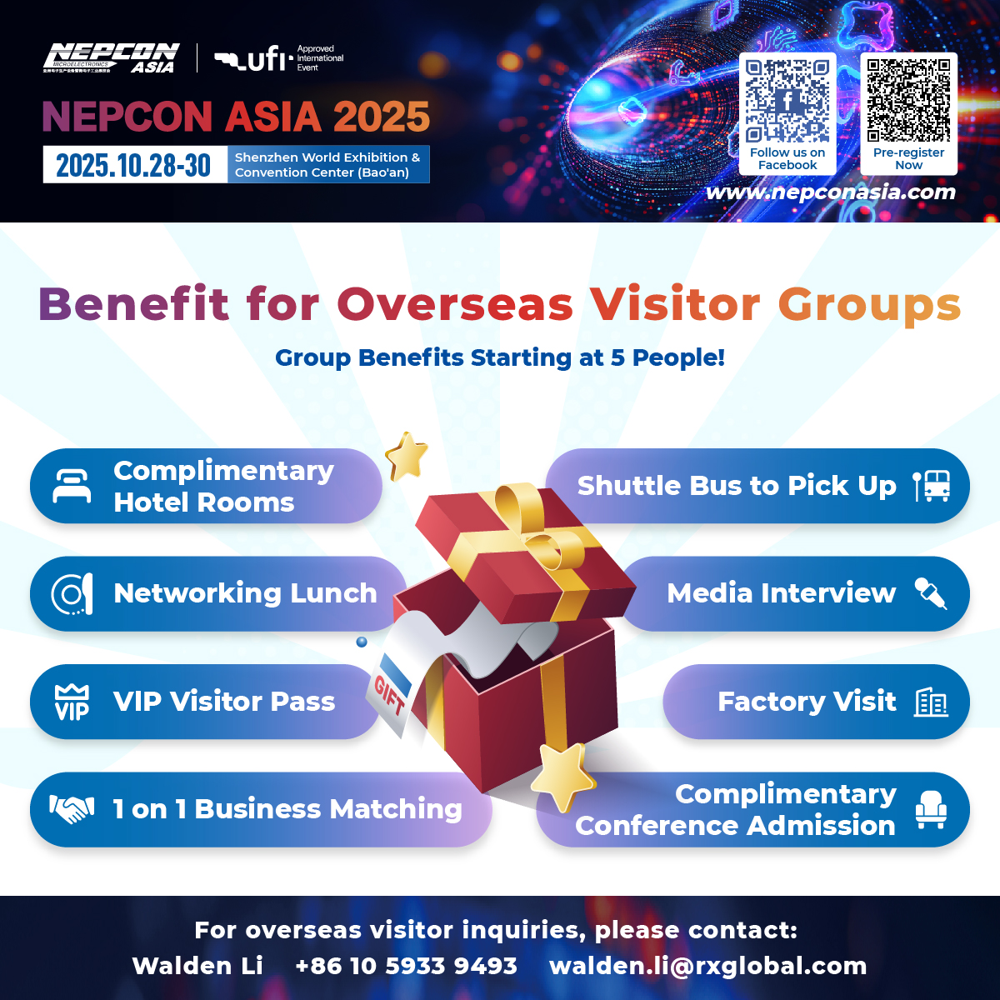 NEPCON
MICROELECTRONICS
ASIA
ufi
Approved
International
Event
NEPCON ASIA 2025
2025.10.28-30
Shenzhen World Exhibition &
Convention Center (Bao'an)
f
Follow us on
Facebook
Pre-register
Now
www.nepconasia.com
Benefit for Overseas Visitor Groups
Group Benefits Starting at 5 People!
Complimentary
Hotel Rooms
Shuttle Bus to Pick Up
Networking Lunch
Media Interview
VIP
VIP Visitor Pass
GIFT
Factory Visit
1 on 1 Business Matching
Complimentary
Conference Admission
For overseas visitor inquiries, please contact:
Walden Li +86 10 5933 9493 walden.li@rxglobal.com